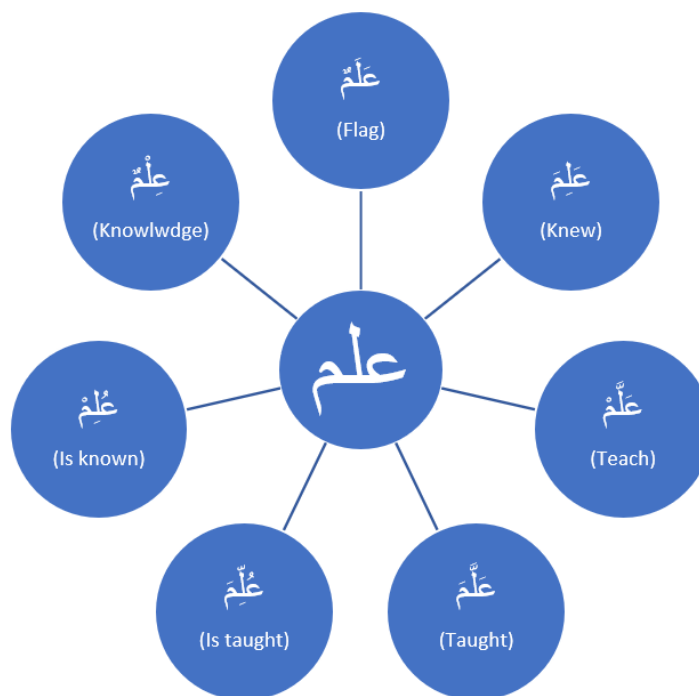 عَلَمٌ
(Flag)
عِلْمٌ
(Knowlwdge)
عَلِمَ
(Knew)
علم
عُلِمْ
(Is known)
عَلَّمْ
(Teach)
عُلِّمَ
(Is taught)
عَلَّمَ
(Taught)